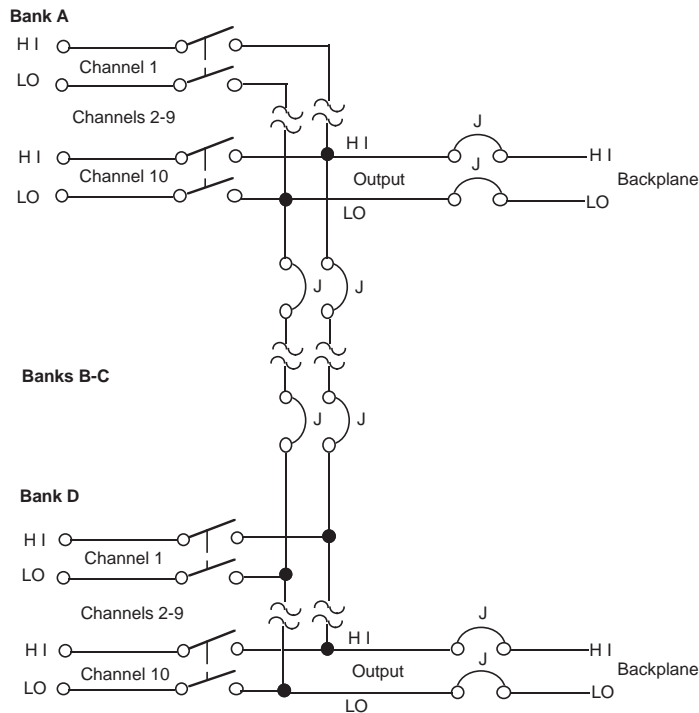 Bank A
H I
Channel 1
LO
Channels 2-9
J
H I
H I
H I
J
Channel 10
Output
Backplane
LO
LO
LO
J
J
Banks B-C
J
J
Bank D
H I
Channel 1
LO
Channels 2-9
J
H I
H I
H I
J
Channel 10
Output
Backplane
LO
LO
LO